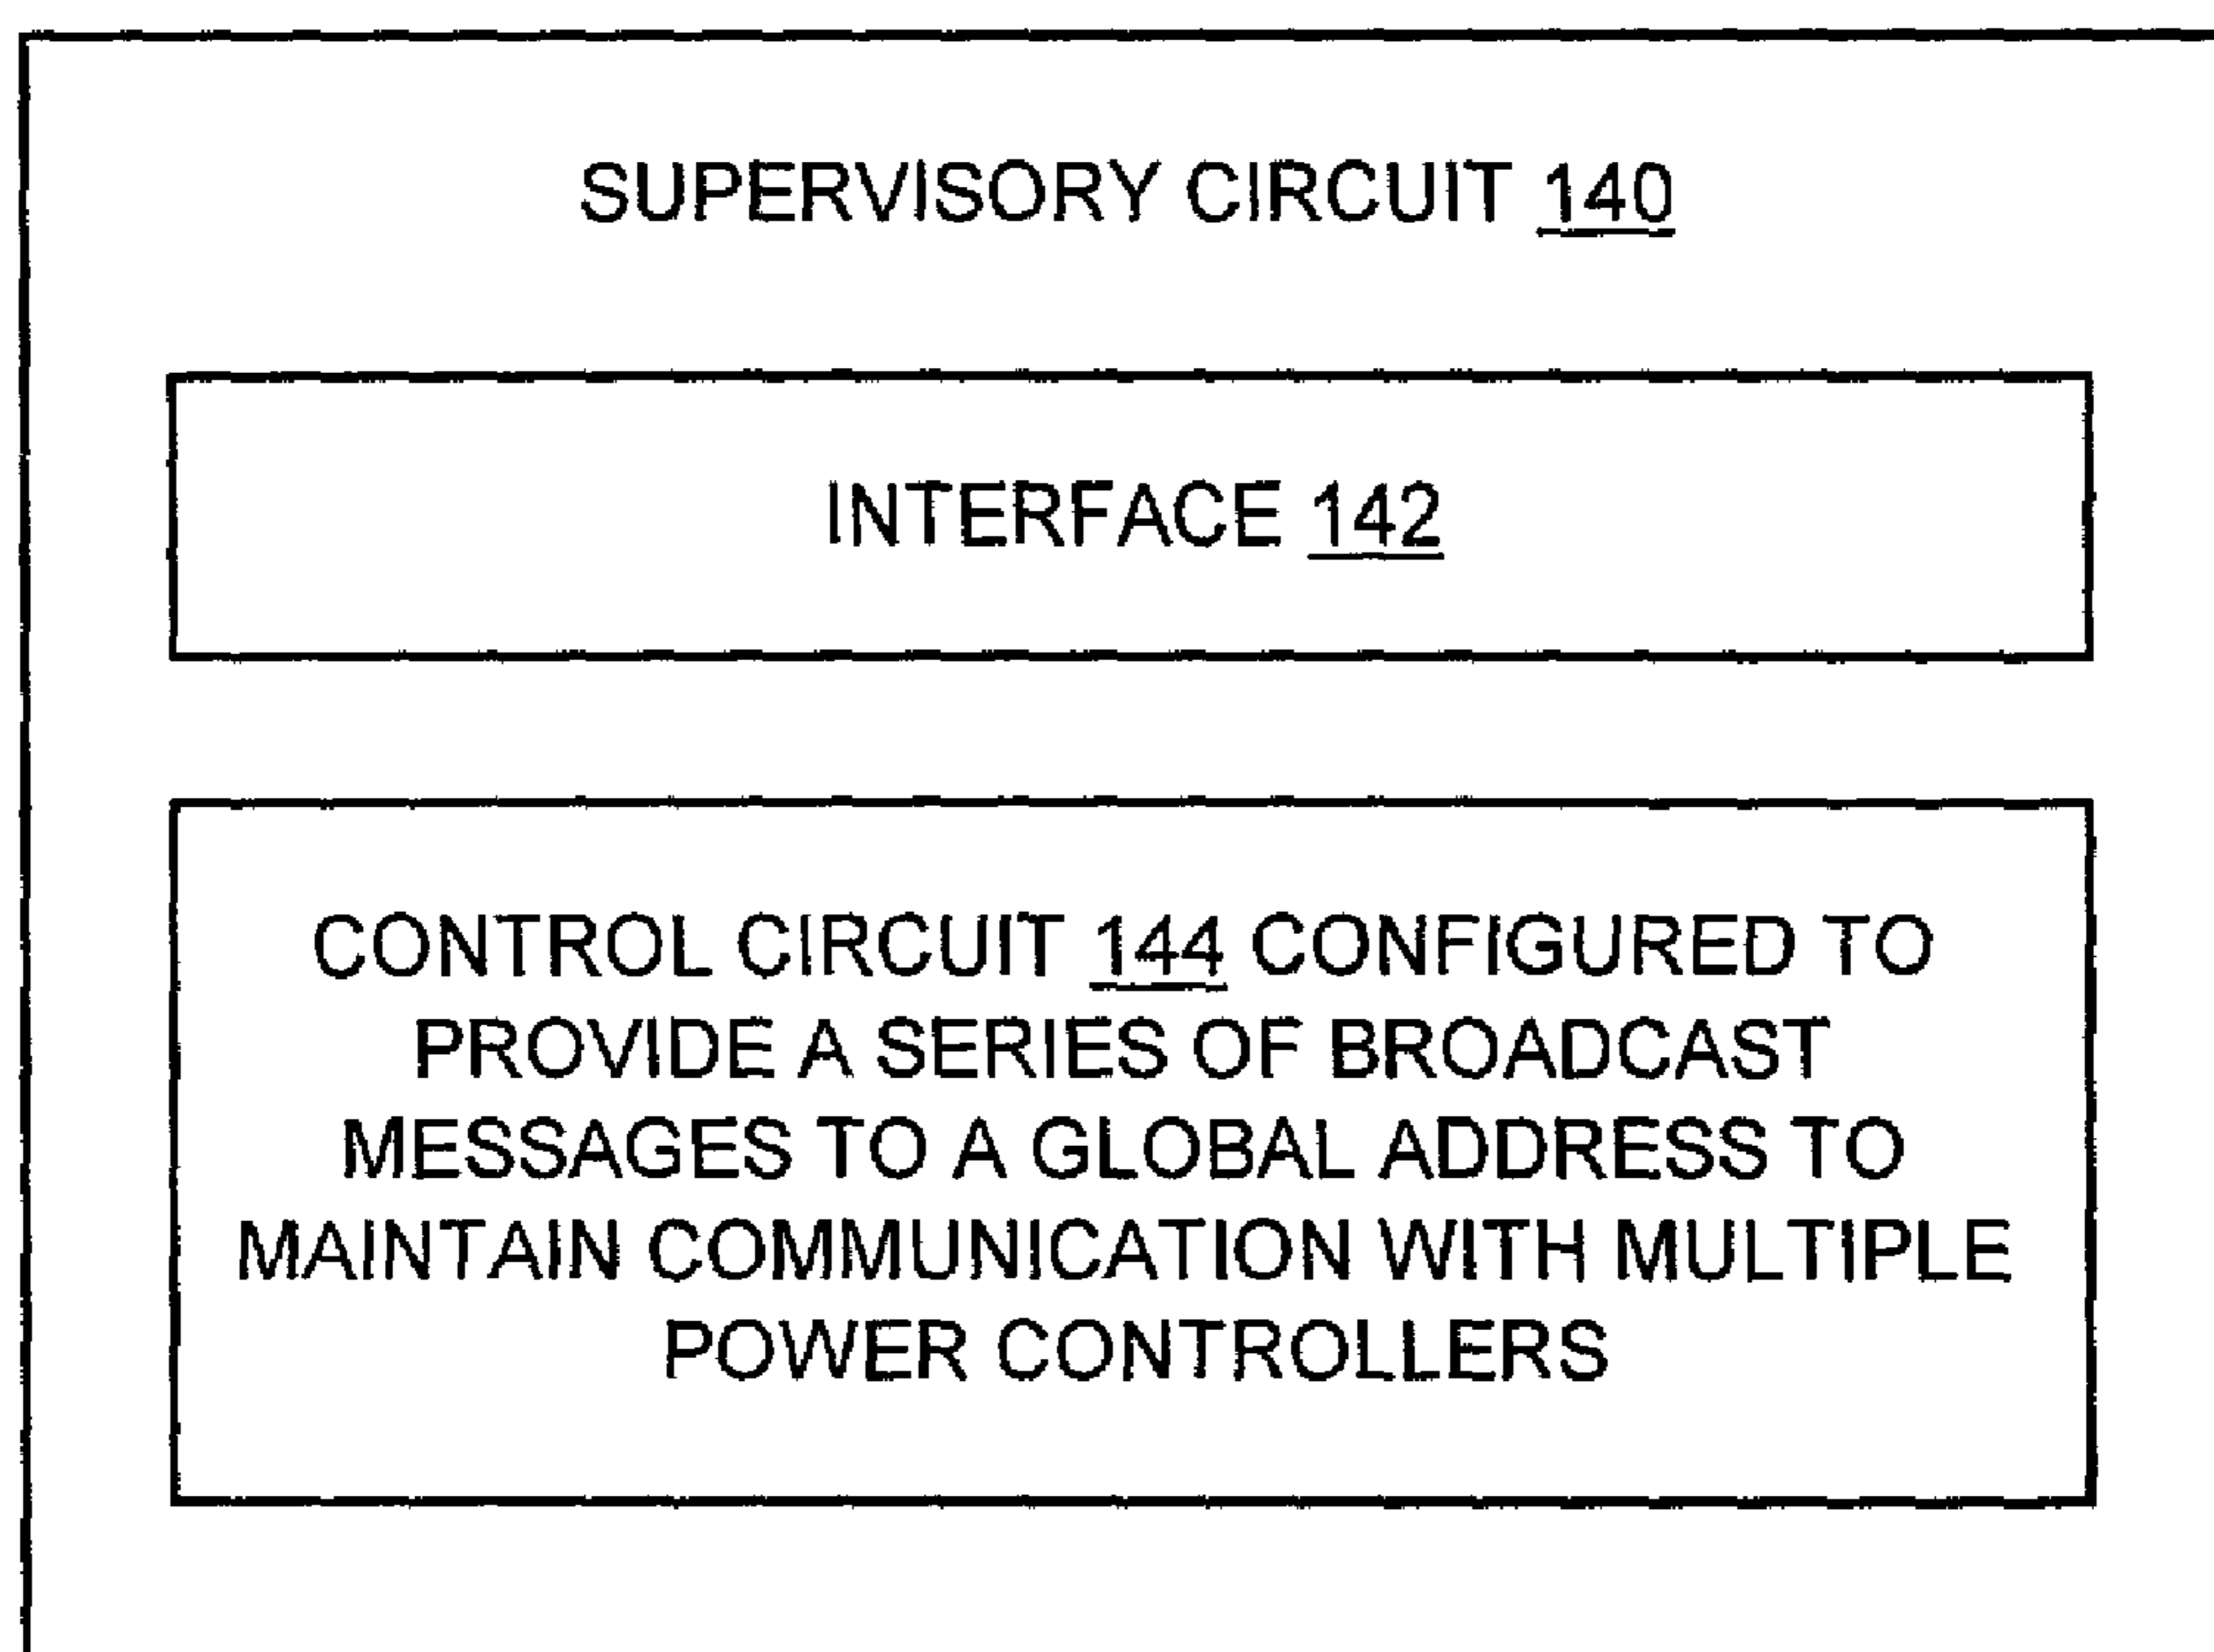 SUPERVISORY CIRCUIT 140
INTERFACE 142
CONTROL CIRCUIT 144 CONFIGURED TO
PROVIDE A SERIES OF BROADCAST
MESSAGES TO A GLOBAL ADDRESS TO
MAINTAIN COMMUNICATION WITH MULTIPLE
POWER CONTROLLERS